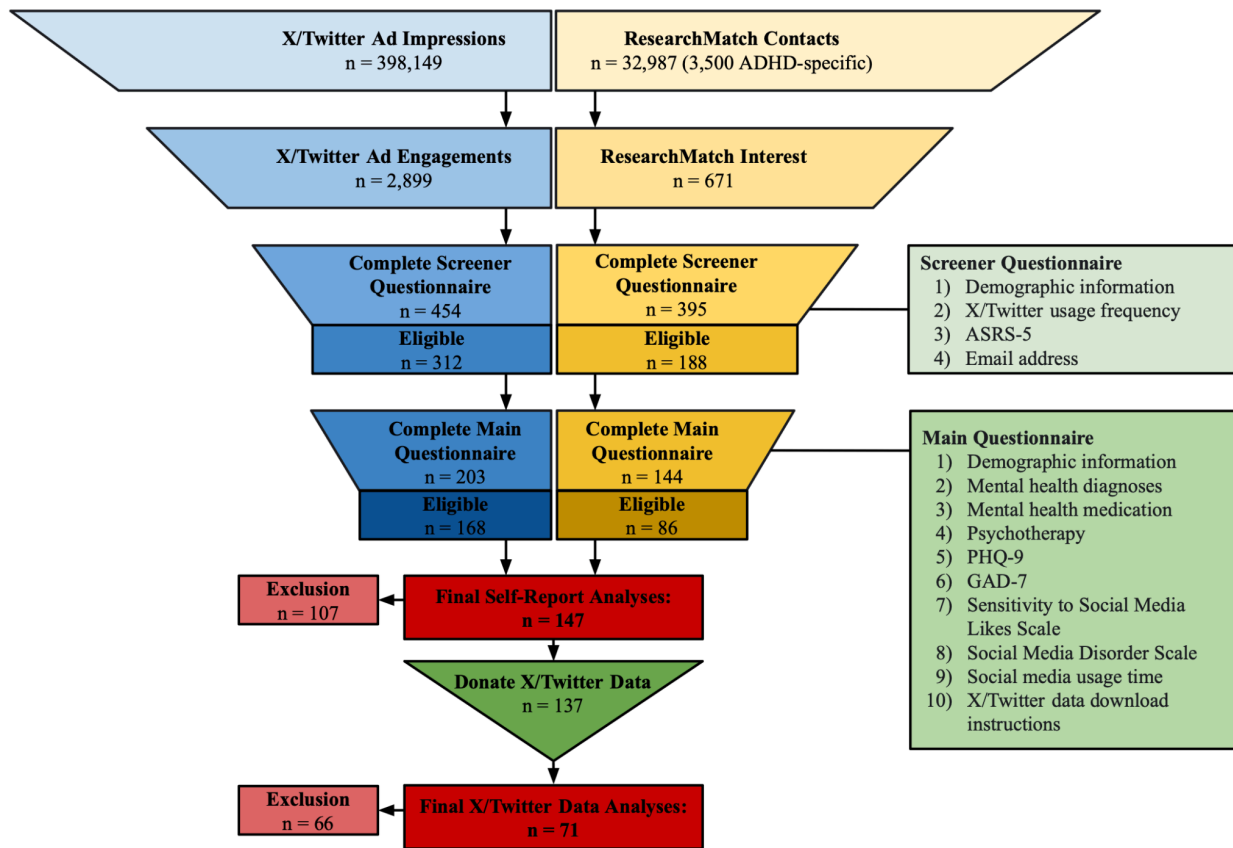 X/Twitter Ad Impressions
n = 398,149
ResearchMatch Contacts
n = 32,987 (3,500 ADHD-specific)
X/Twitter Ad Engagements
n = 2,899
ResearchMatch Interest
n = 671
Complete Screener
Questionnaire
n = 454
Eligible
n = 312
Complete Screener
Questionnaire
n = 395
Eligible
n = 188
Screener Questionnaire
1) Demographic information
2) X/Twitter usage frequency
3) ASRS-5
4) Email address
Complete Main
Questionnaire
n = 203
Eligible
n = 168
Complete Main
Questionnaire
n = 144
Eligible
n = 86
Main Questionnaire
1) Demographic information
2) Mental health diagnoses
3) Mental health medication
4) Psychotherapy
5) PHQ-9
6) GAD-7
7) Sensitivity to Social Media
Likes Scale
8) Social Media Disorder Scale
9) Social media usage time
10) X/Twitter data download
instructions
Exclusion
n = 107
Final Self-Report Analyses:
n = 147
Donate X/Twitter Data
n = 137
Exclusion
n = 66
Final X/Twitter Data Analyses:
n = 71